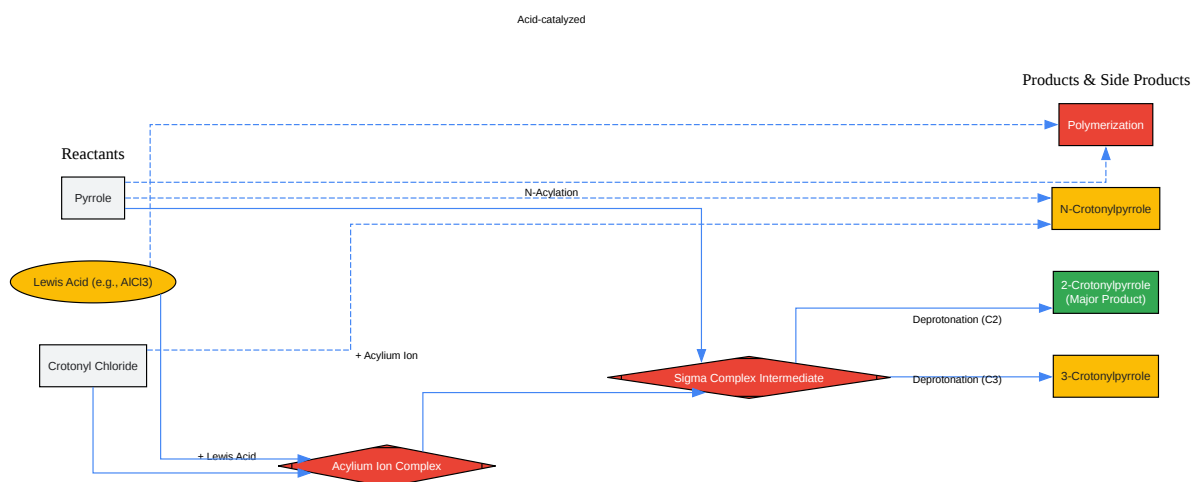 Acid-catalyzed
Products & Side Products
Polymerization
Reactants
Pyrrole
N-Acylation
N-Crotonylpyrrole
Lewis Acid (e.g., AlCl3)
2-Crotonylpyrrole
(Major Product)
Deprotonation (C2)
Crotonyl Chloride
+ Acylium Ion
Sigma Complex Intermediate
Deprotonation (C3)
3-Crotonylpyrrole
+ Lewis Acid
Acylium Ion Complex